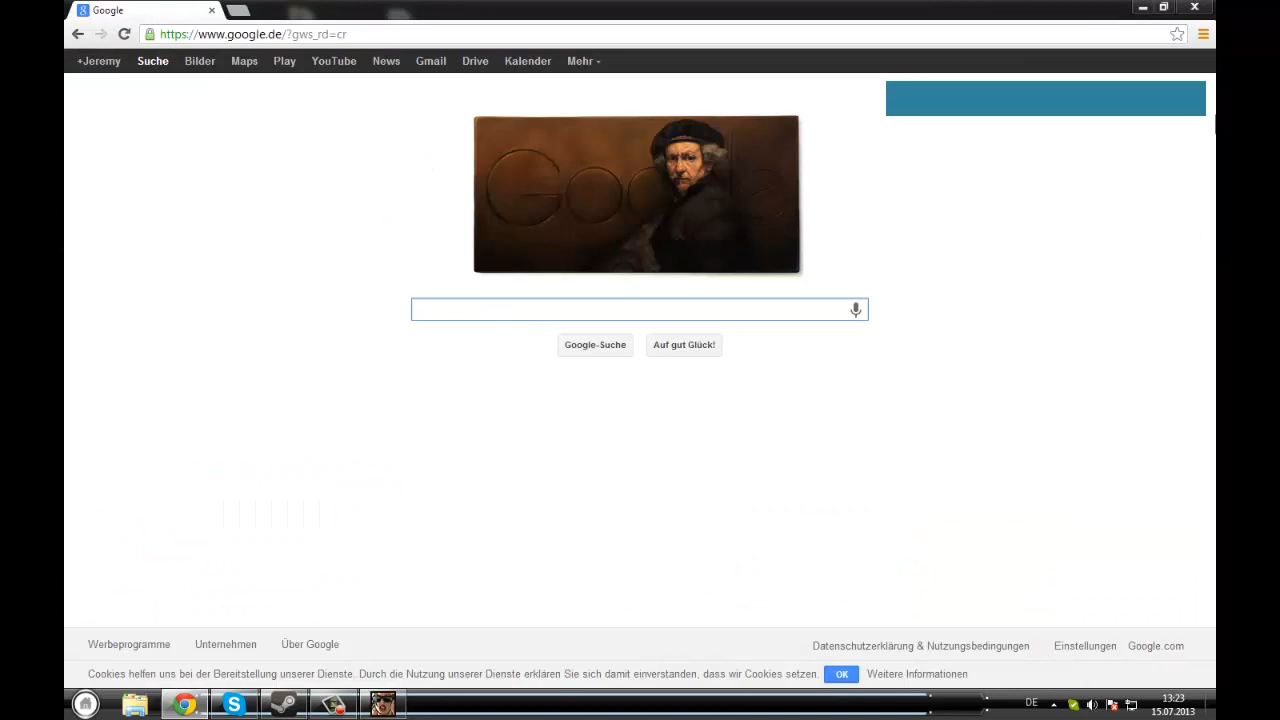 Google
https://www.google.de/?gws_rd=cr
+Jeremy Suche Bilder Maps Play YouTube News Gmail Drive Kalender Mehr
Google
Google-Suche Auf gut Glück!
Werbeprogramme Unternehmen Über Google Datenschutzerklärung & Nutzungsbedingungen Einstellungen Google.com
Cookies helfen uns bei der Bereitstellung unserer Dienste. Durch die Nutzung unserer Dienste erklären Sie sich damit einverstanden, dass wir Cookies setzen. OK Weitere Informationen
DE 13:23
15.07.2013